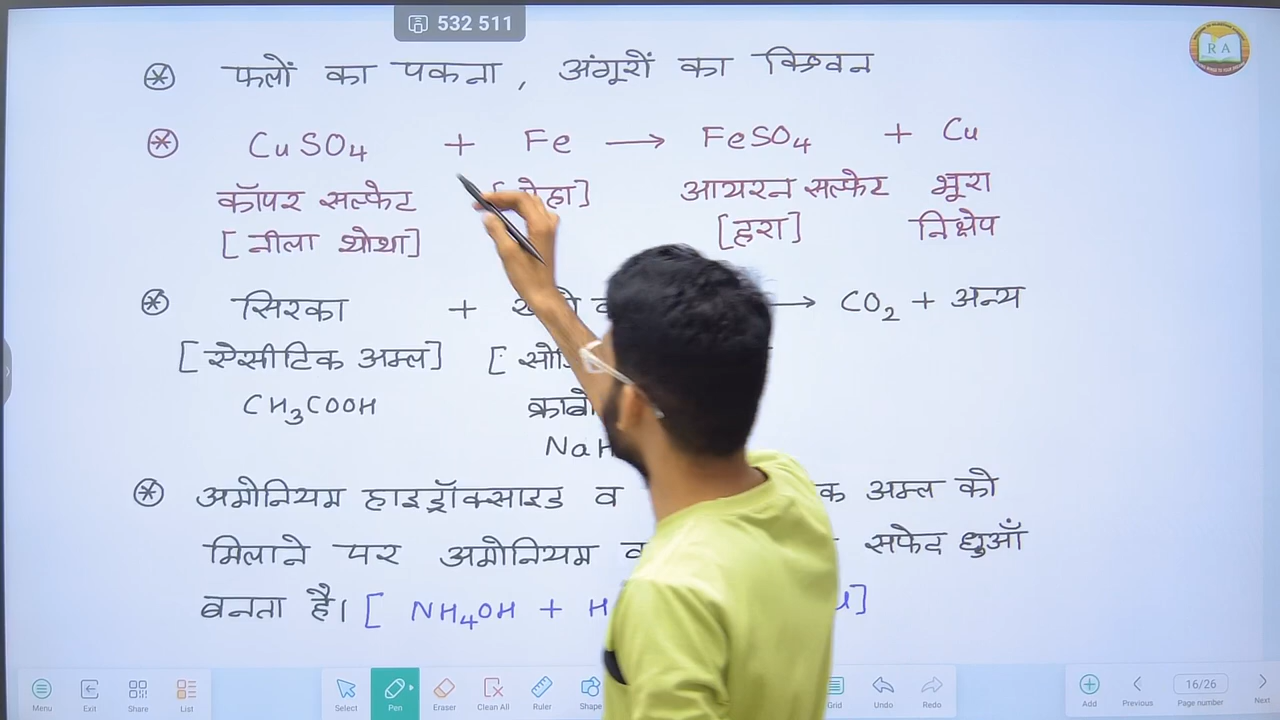 532 511
RA
फलों का पकना, अंगूरों का किण्वन
CuSO₄ + Fe → FeSO₄ + Cu
कॉपर सल्फेट आयरन सल्फेट भूरा
[नीला थोथा] [हरा] निक्षेप
सिरका + → CO₂ + अन्य
[ऐसीटिक अम्ल] [
CH₃COOH
NaH
अमोनियम हाइड्रॉक्साइड व अम्ल को
मिलाने पर अमोनियम सफेद धुआँ
बनता है। [ NH₄OH + H ]
Menu Exit Share List Select Pen Eraser Clean All Ruler Shape Grid Undo Redo Add Previous 16/26 Page number Next